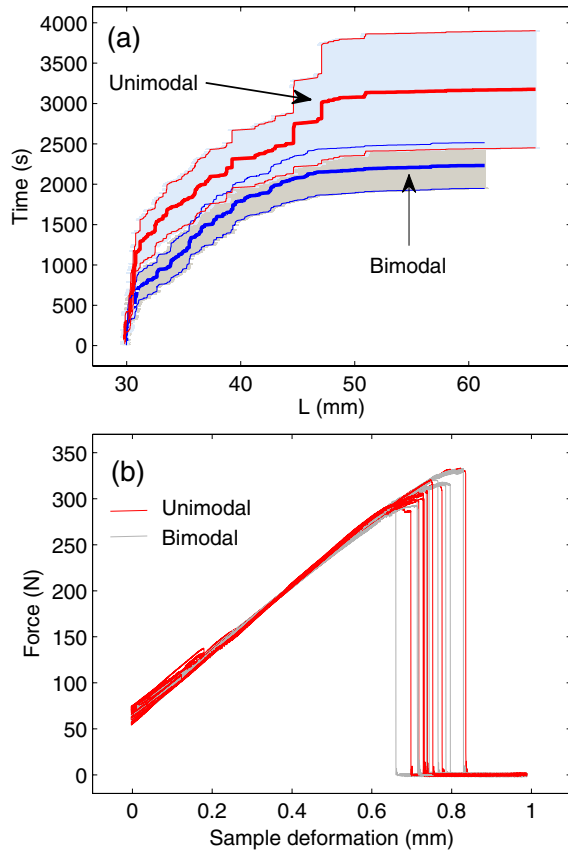 (a)
Unimodal
Bimodal
Time (s)
4000
3500
3000
2500
2000
1500
1000
500
0
30
40
50
60
L (mm)
(b)
Unimodal
Bimodal
Force (N)
350
300
250
200
150
100
50
0
0
0.2
0.4
0.6
0.8
1
Sample deformation (mm)